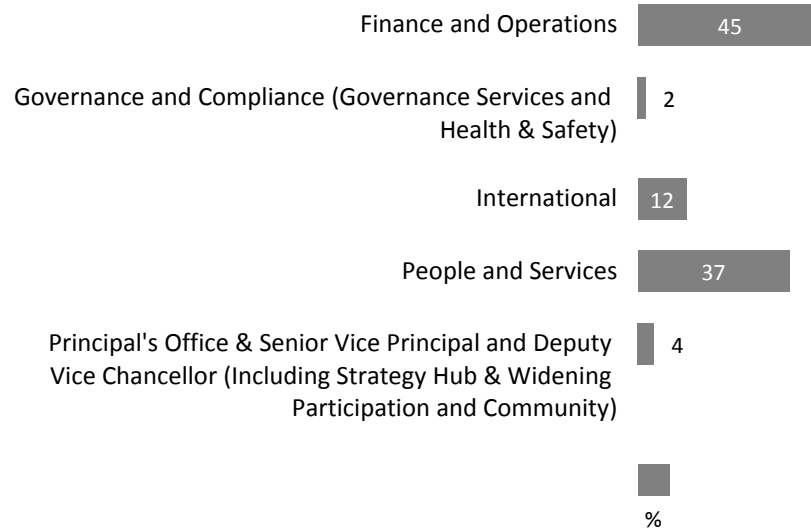 Finance and Operations 45
Governance and Compliance (Governance Services and 2
Health & Safety)
International 12
People and Services 37
Principal's Office & Senior Vice Principal and Deputy 4
Vice Chancellor (Including Strategy Hub & Widening
Participation and Community)
%